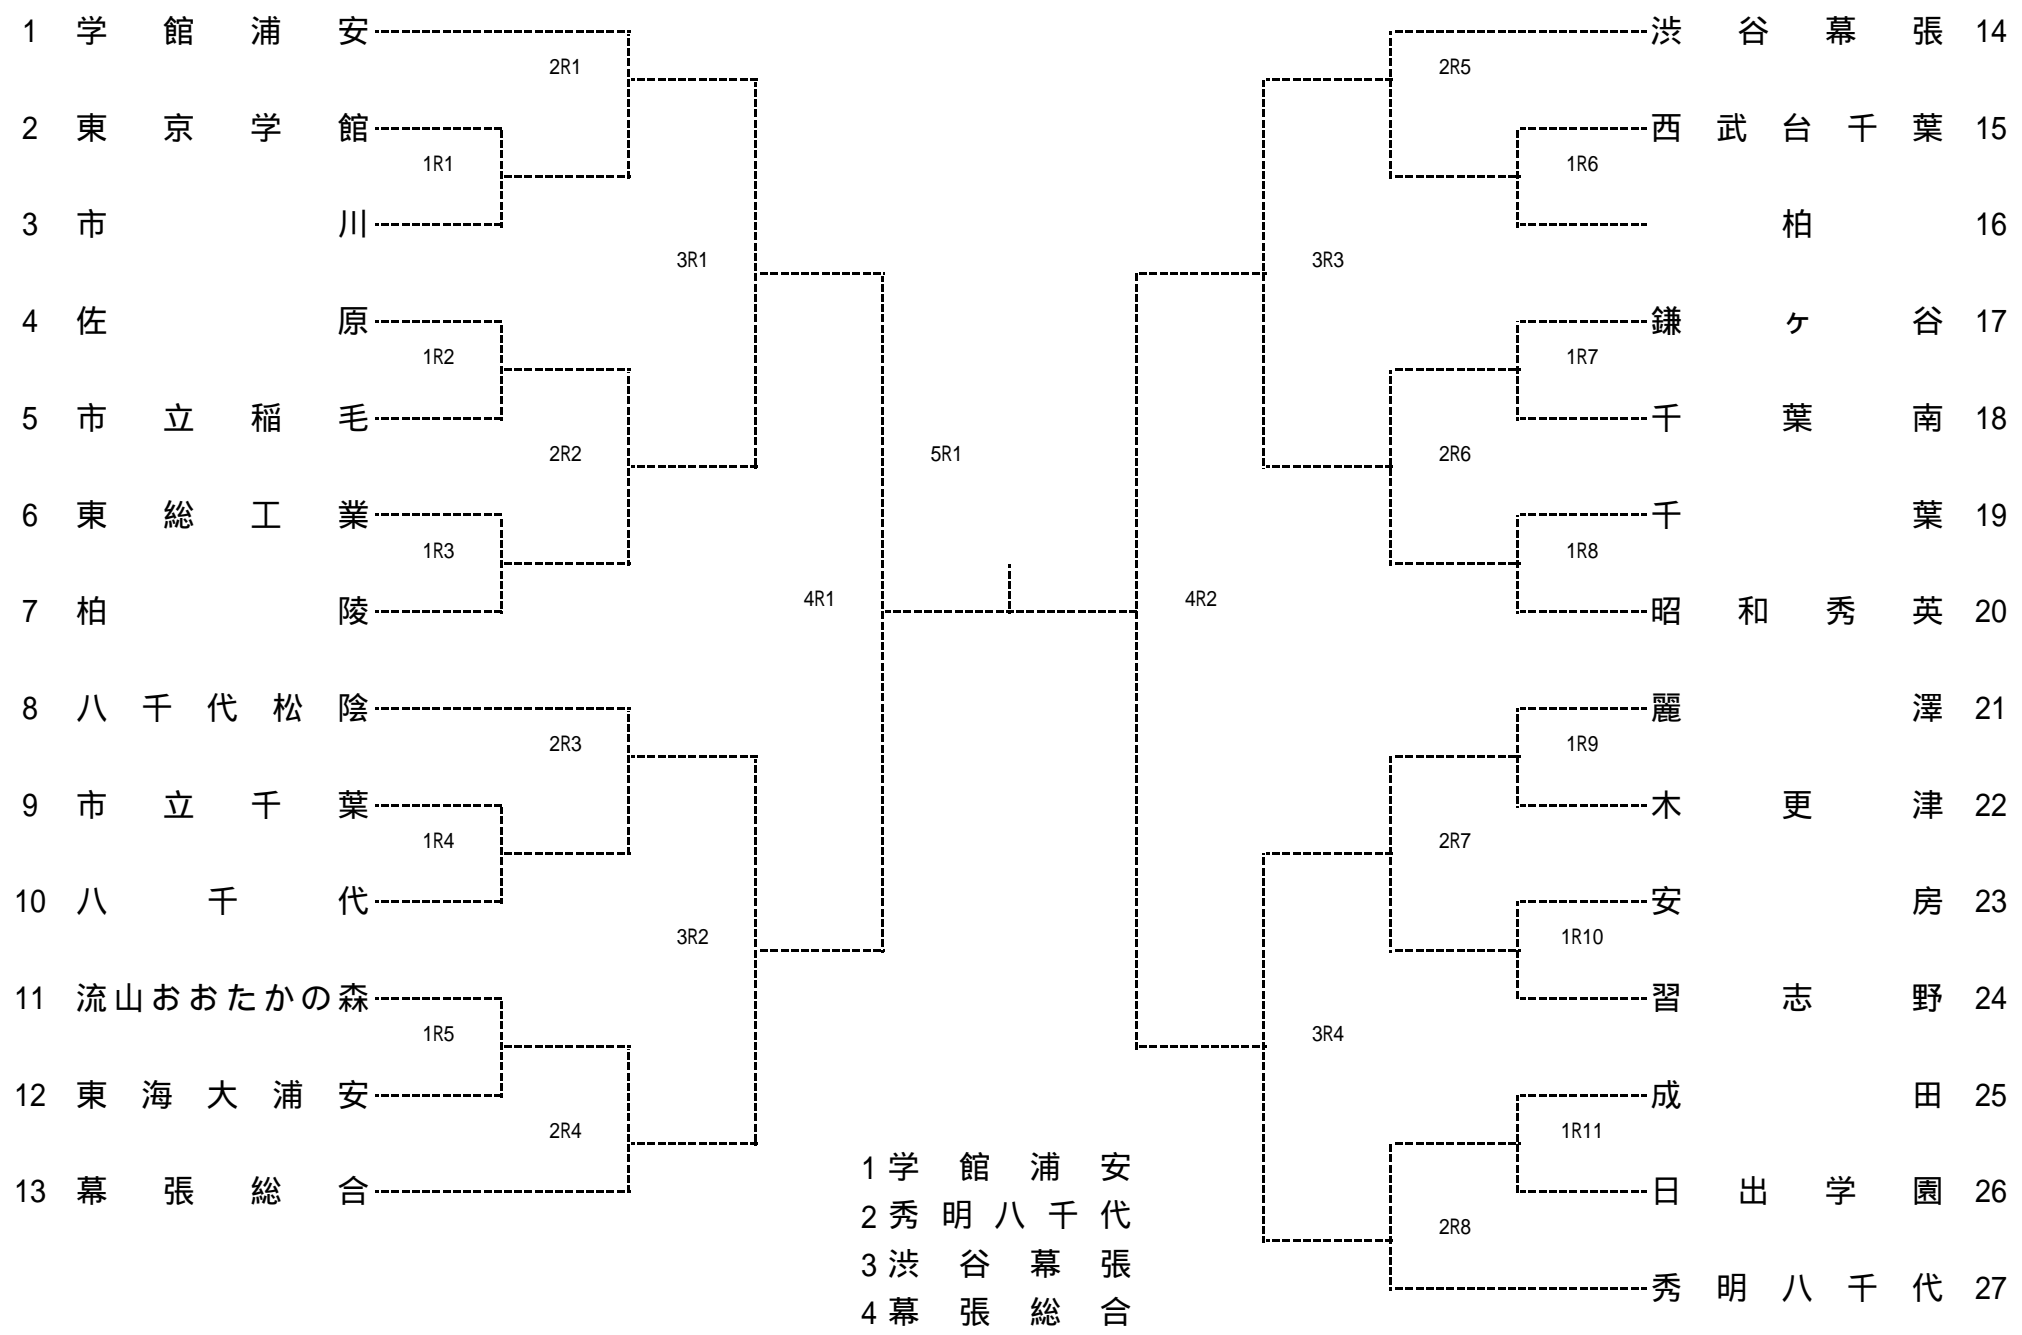 1 学館浦安
2R1
2 東京学館
1R1
3 市川
3R1
4 佐原
1R2
5 市立稲毛
2R2
6 東総工業
1R3
7 柏陵
4R1
8 八千代松陰
2R3
9 市立千葉
1R4
10 八千代
3R2
11 流山おおたかの森
1R5
12 東海大浦安
2R4
13 幕張総合
5R1
渋谷幕張 14
2R5
西武台千葉 15
1R6
柏 16
3R3
鎌ヶ谷 17
1R7
千葉南 18
2R6
千葉 19
1R8
昭和秀英 20
4R2
麗澤 21
1R9
木更津 22
2R7
安房 23
1R10
習志野 24
3R4
成田 25
1R11
日出学園 26
2R8
秀明八千代 27
1 学館浦安
2 秀明八千代
3 渋谷幕張
4 幕張総合